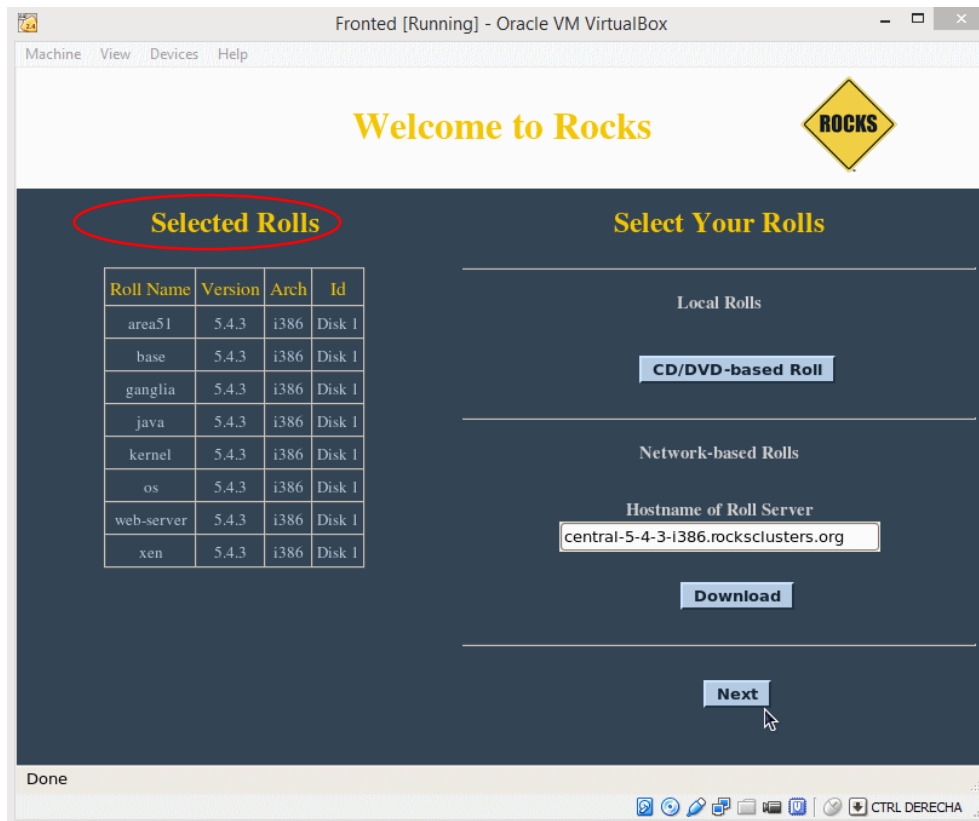 Fronted [Running] - Oracle VM VirtualBox
Machine View Devices Help
Welcome to Rocks
ROCKS
Selected Rolls
Roll Name Version Arch Id
area51 5.4.3 i386 Disk 1
base 5.4.3 i386 Disk 1
ganglia 5.4.3 i386 Disk 1
java 5.4.3 i386 Disk 1
kernel 5.4.3 i386 Disk 1
os 5.4.3 i386 Disk 1
web-server 5.4.3 i386 Disk 1
xen 5.4.3 i386 Disk 1
Select Your Rolls
Local Rolls
CD/DVD-based Roll
Network-based Rolls
Hostname of Roll Server
central-5-4-3-i386.rocksclusters.org
Download
Next
Done
CTRL DERECHA